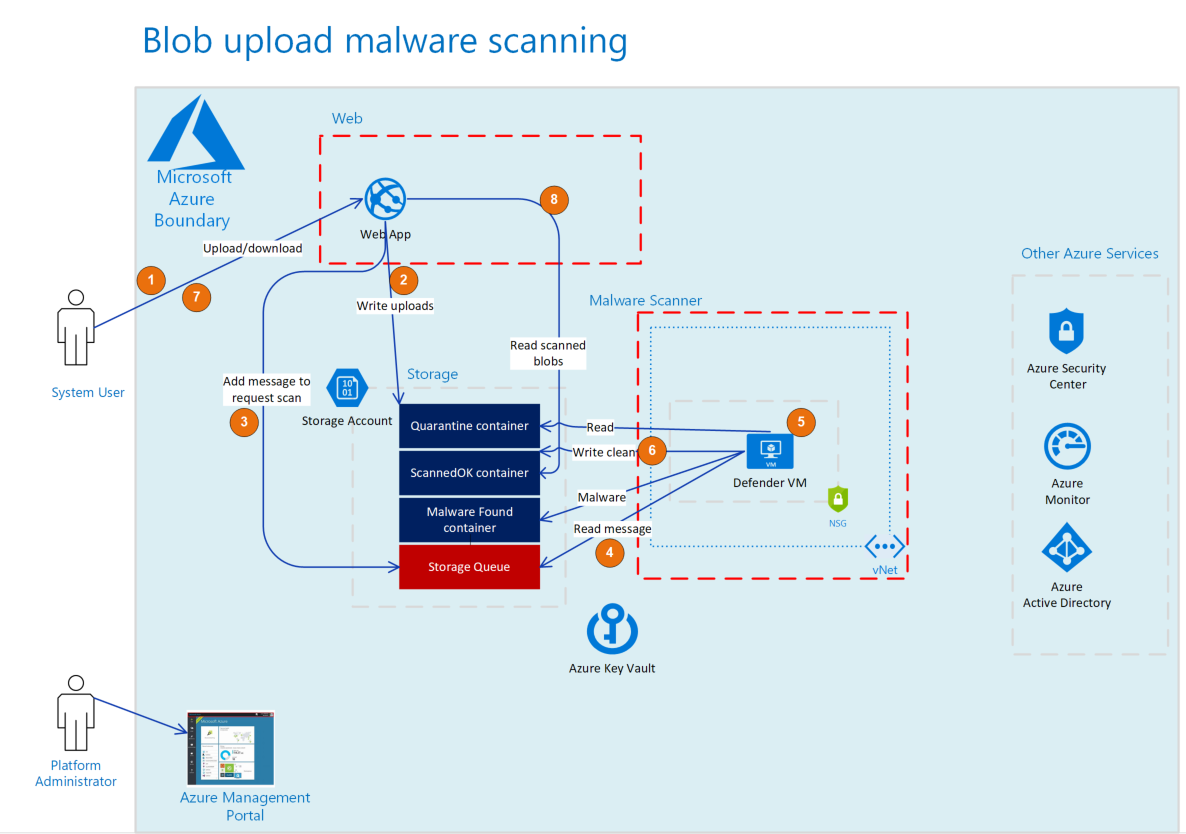 Blob upload malware scanning
Microsoft
Azure
Boundary
Web
Web App
8
Upload/download
1
7
2
Write uploads
System User
Other Azure Services
Malware Scanner
Read scanned
blobs
Storage
Add message to
request scan
3
10
01
Storage Account
Quarantine container
ScannedOK container
Malware Found
container
Storage Queue
Read
Write clean
6
Malware
Read message
4
5
VM
Defender VM
NSG
vNet
Azure Key Vault
Azure Security
Center
Azure
Monitor
Azure
Active Directory
Platform
Administrator
Microsoft Azure
Azure Management
Portal